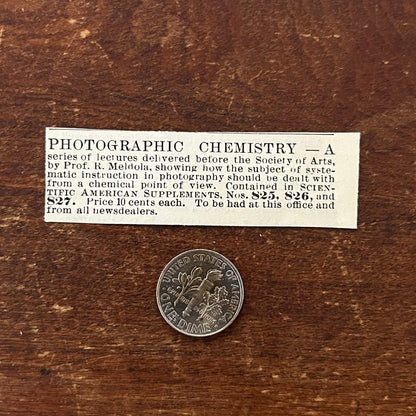 PHOTOGRAPHIC CHEMISTRY — A
series of lectures delivered before the Society of Arts,
by Prof. R. Meldola, showing how the subject of syste-
matic instruction in photography should be dealt with
from a chemical point of view. Contained in SCIEN-
TIFIC AMERICAN SUPPLEMENTS, Nos. 825, 826, and
827. Price 10 cents each. To be had at this office and
from all newsdealers.
UNITED STATES OF AMERICA
ONE DIME